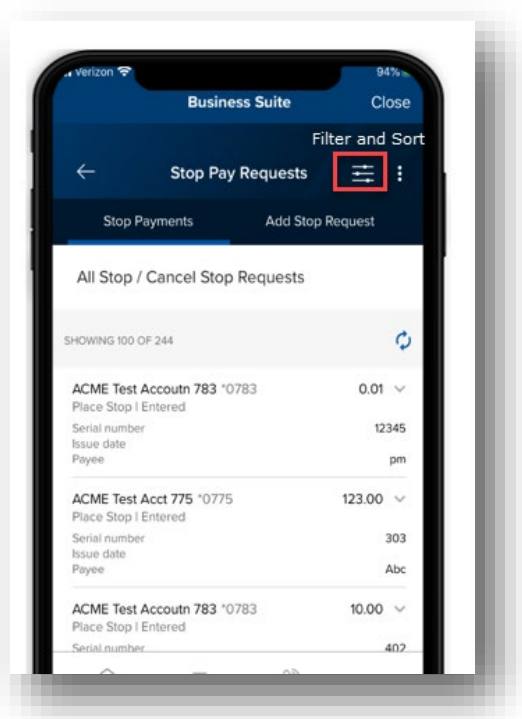 Verizon 94%
Business Suite Close
Filter and Sort
Stop Pay Requests
Stop Payments Add Stop Request
All Stop / Cancel Stop Requests
SHOWING 100 OF 244
ACME Test Accoutn 783 *0783 0.01
Place Stop | Entered
Serial number 12345
Issue date
Payee pm
ACME Test Acct 775 *0775 123.00
Place Stop | Entered
Serial number 303
Issue date
Payee Abc
ACME Test Accoutn 783 *0783 10.00
Place Stop | Entered
Serial number 402